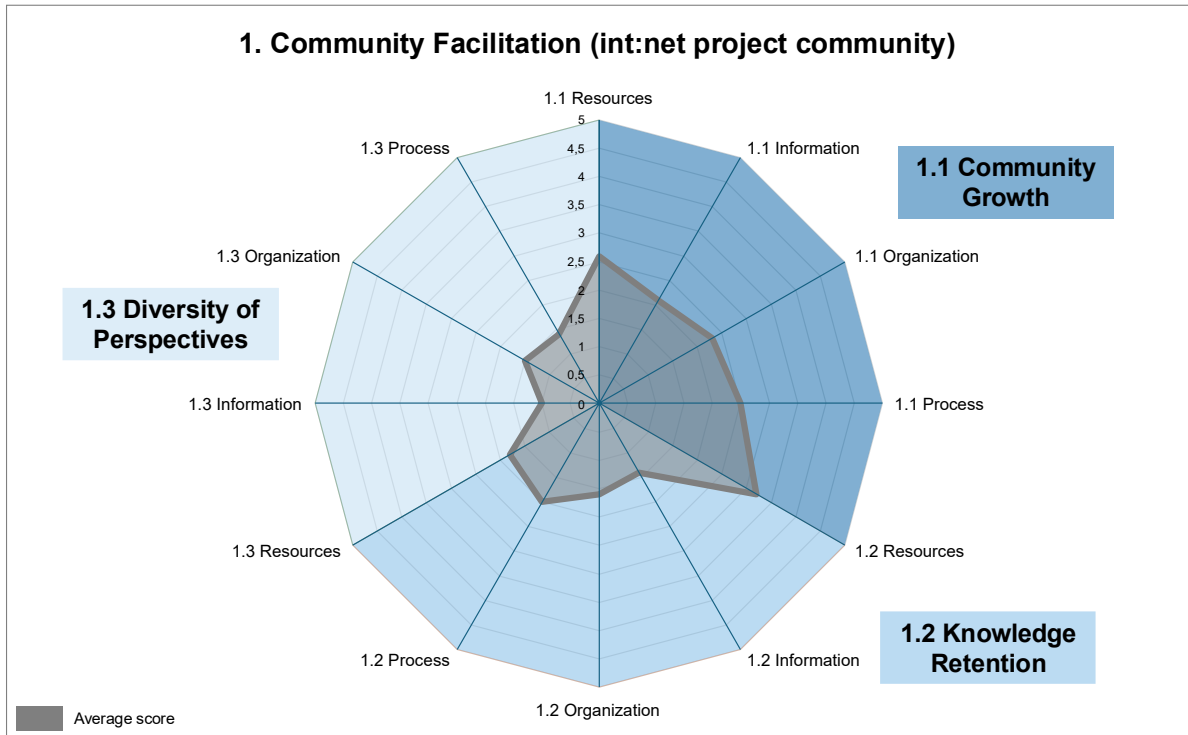 1. Community Facilitation (int:net project community)
1.1 Resources
5
4,5
4
3,5
3
2,5
2
1,5
1
0,5
0
1.1 Information
1.1 Community
Growth
1.1 Organization
1.1 Process
1.2 Resources
1.2 Knowledge
Retention
1.2 Information
1.2 Organization
1.2 Process
1.3 Resources
1.3 Information
1.3 Diversity of
Perspectives
1.3 Organization
1.3 Process
Average score